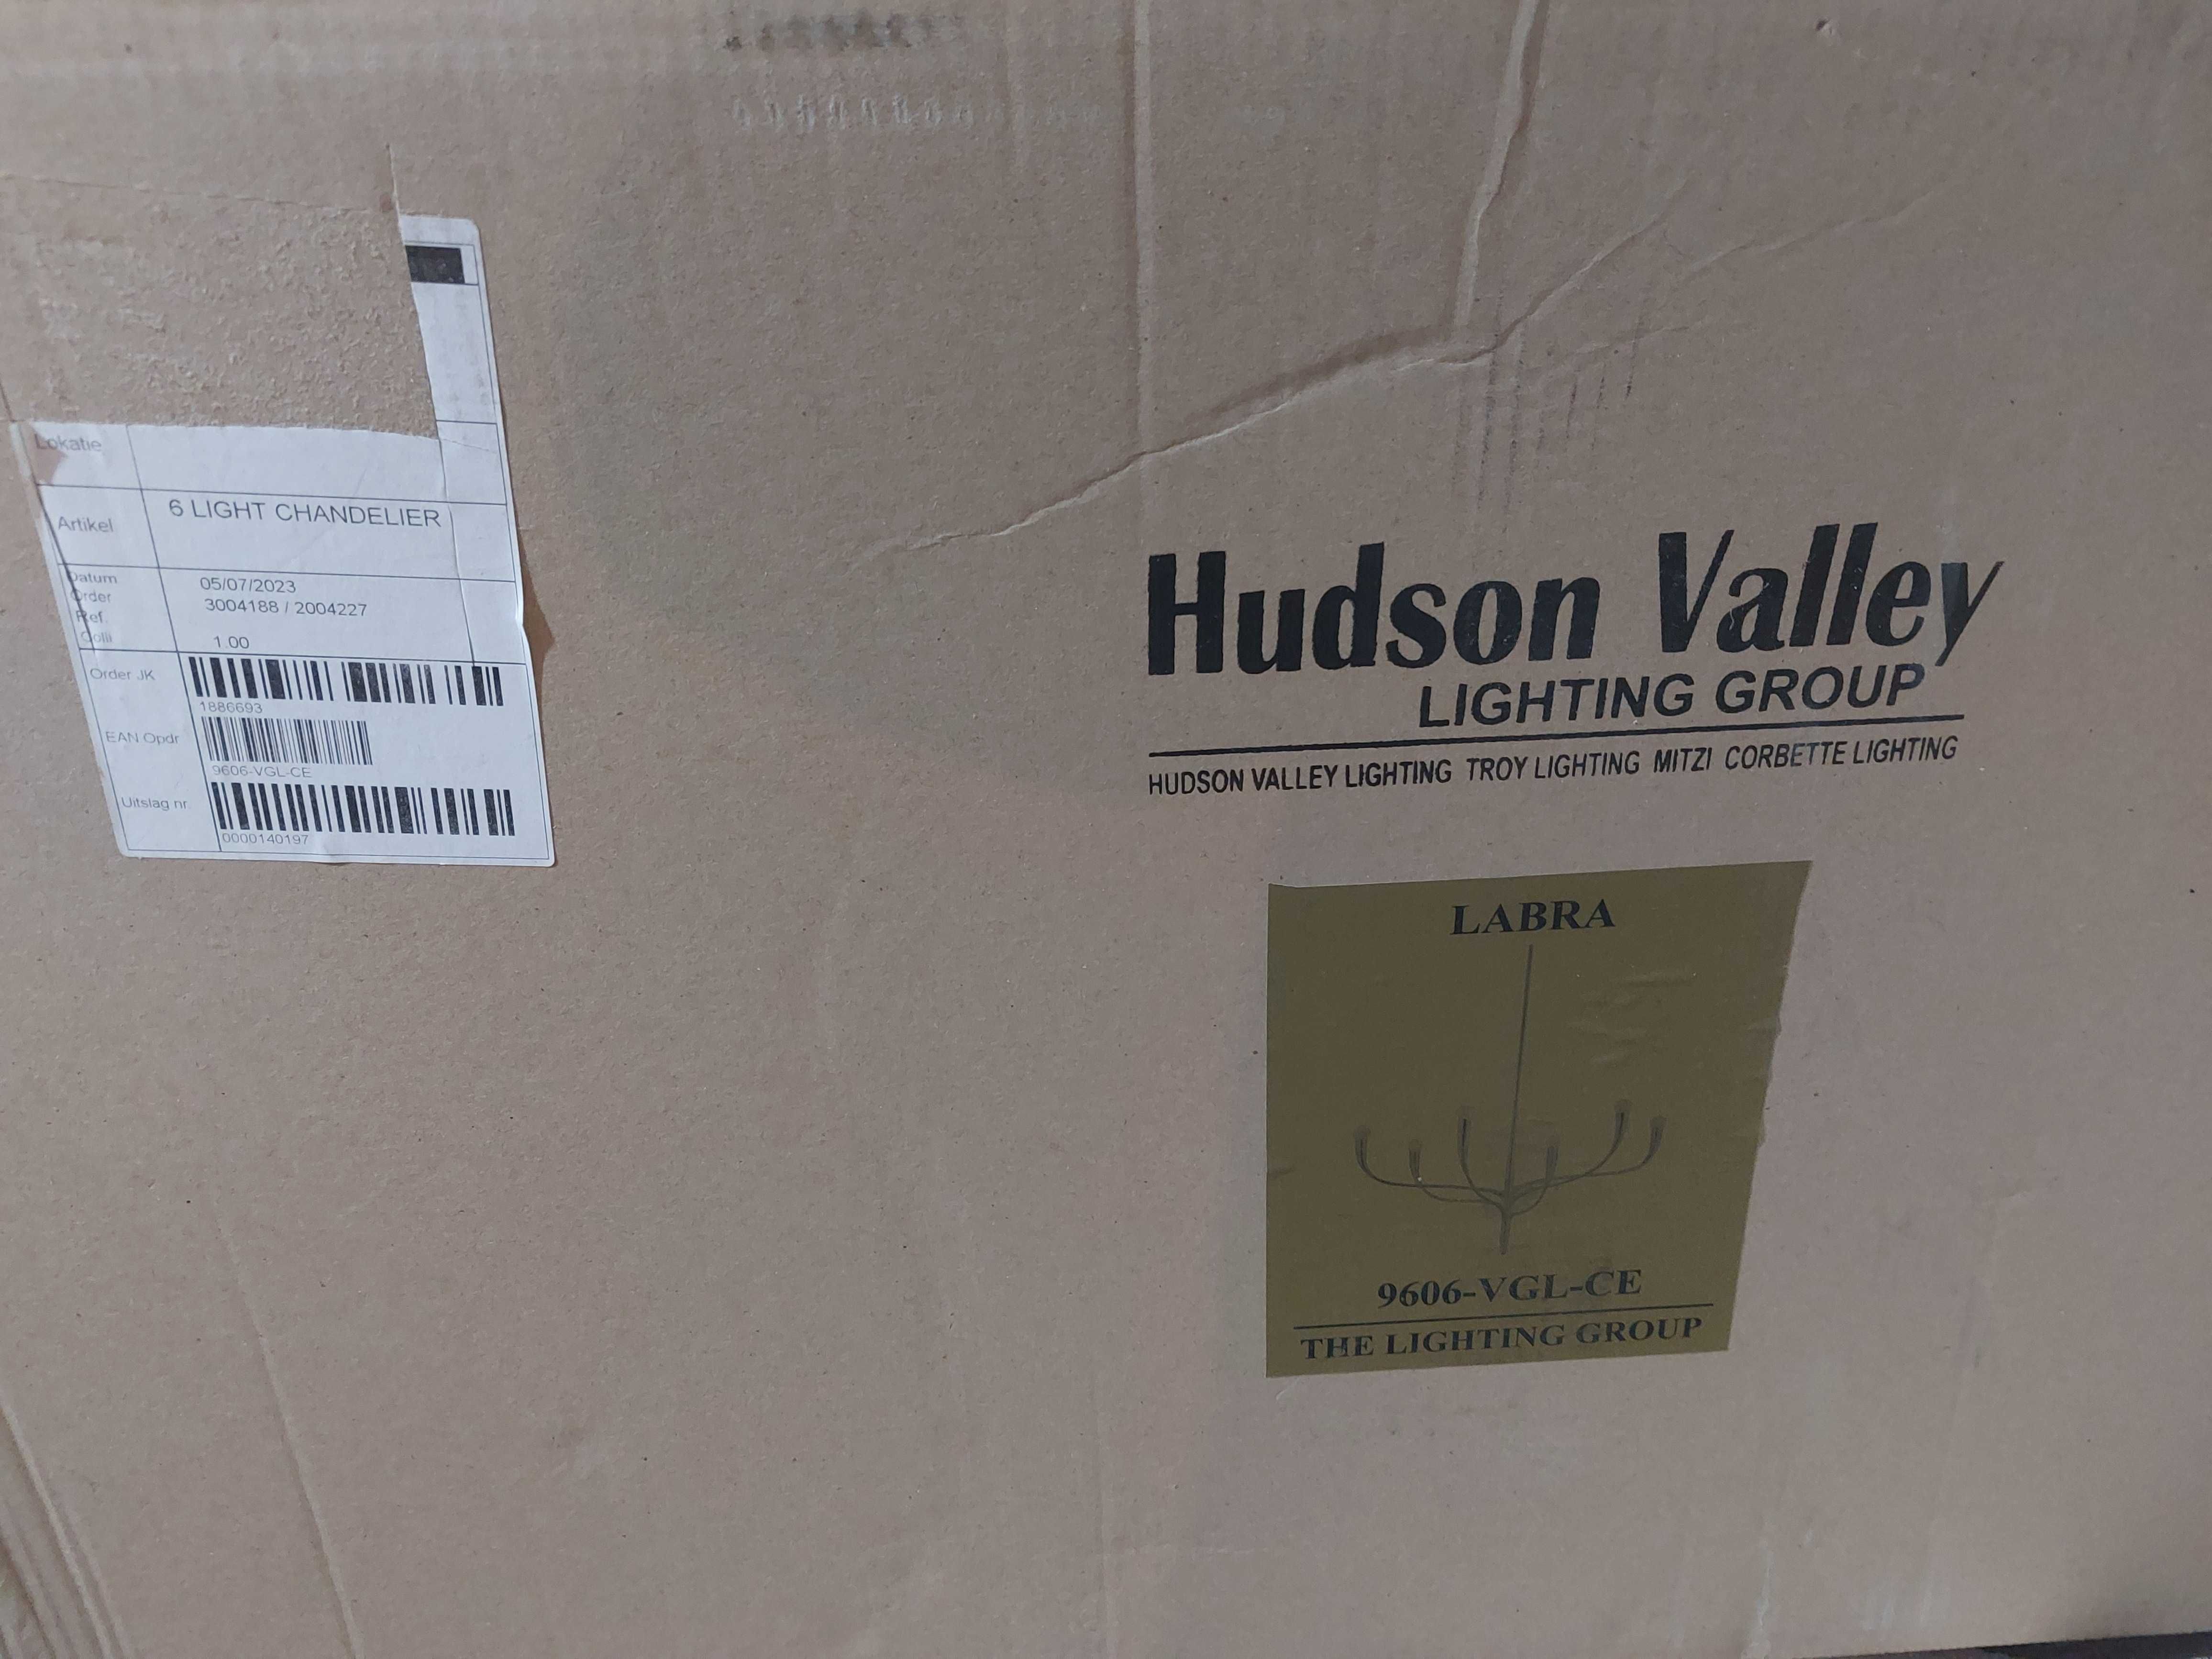 Lokatie
Artikel 6 LIGHT CHANDELIER
Datum 05/07/2023
Order 3004188 / 2004227
Ref.
Colli 1.00
Order JK
1886693
EAN Opdr
9606-VGL-CE
Uitslag nr
0000140197
Hudson Valley
LIGHTING GROUP
HUDSON VALLEY LIGHTING TROY LIGHTING MITZI CORBETTE LIGHTING
LABRA
9606-VGL-CE
THE LIGHTING GROUP